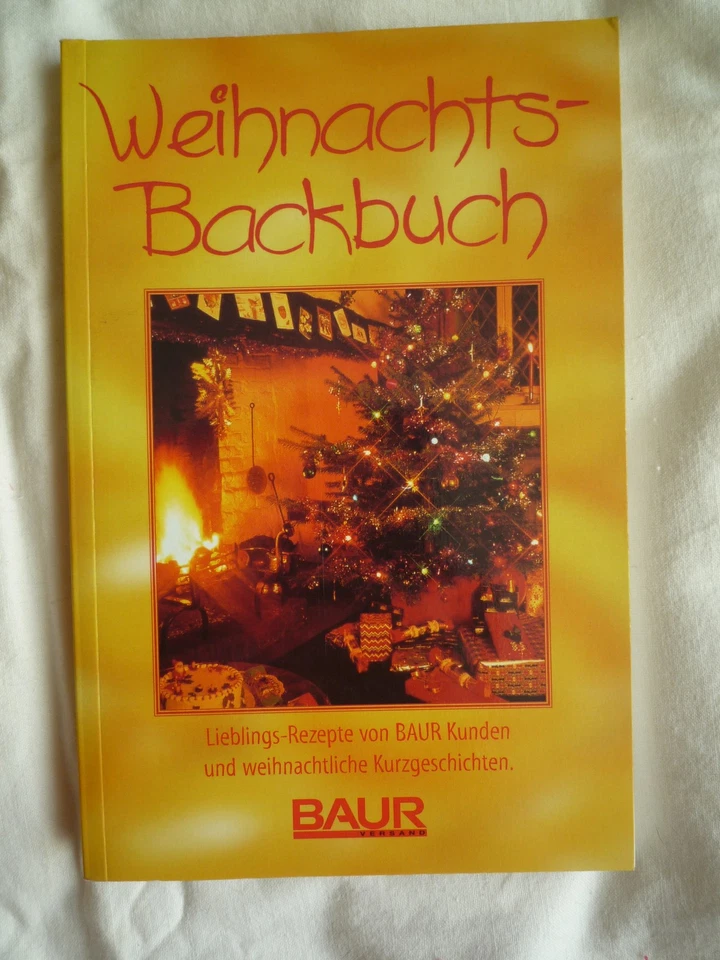 Weihnachts-
Backbuch
Lieblings-Rezepte von BAUR Kunden
und weihnachtliche Kurzgeschichten.
BAUR
VERSAND